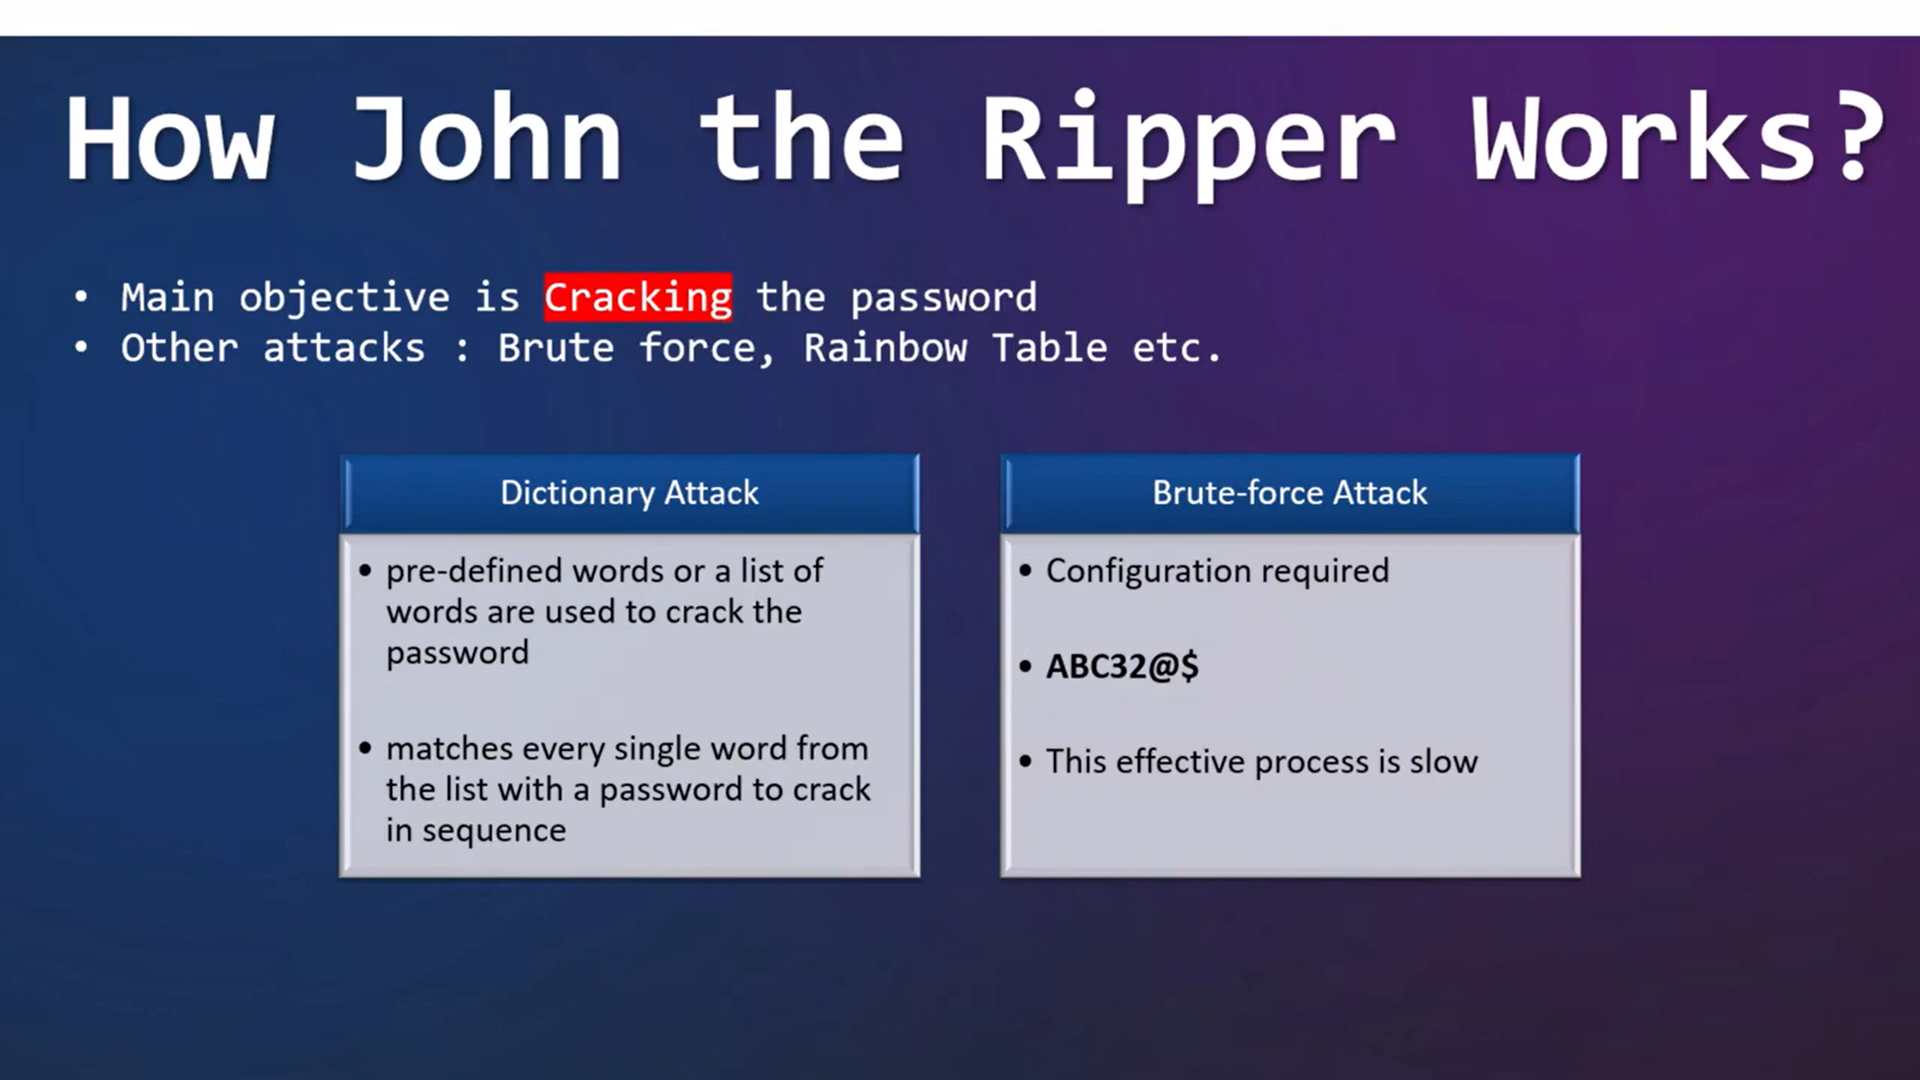 How John the Ripper Works?
• Main objective is Cracking the password
• Other attacks : Brute force, Rainbow Table etc.
Dictionary Attack
• pre-defined words or a list of
words are used to crack the
password
• matches every single word from
the list with a password to crack
in sequence
Brute-force Attack
• Configuration required
• ABC32@$
• This effective process is slow